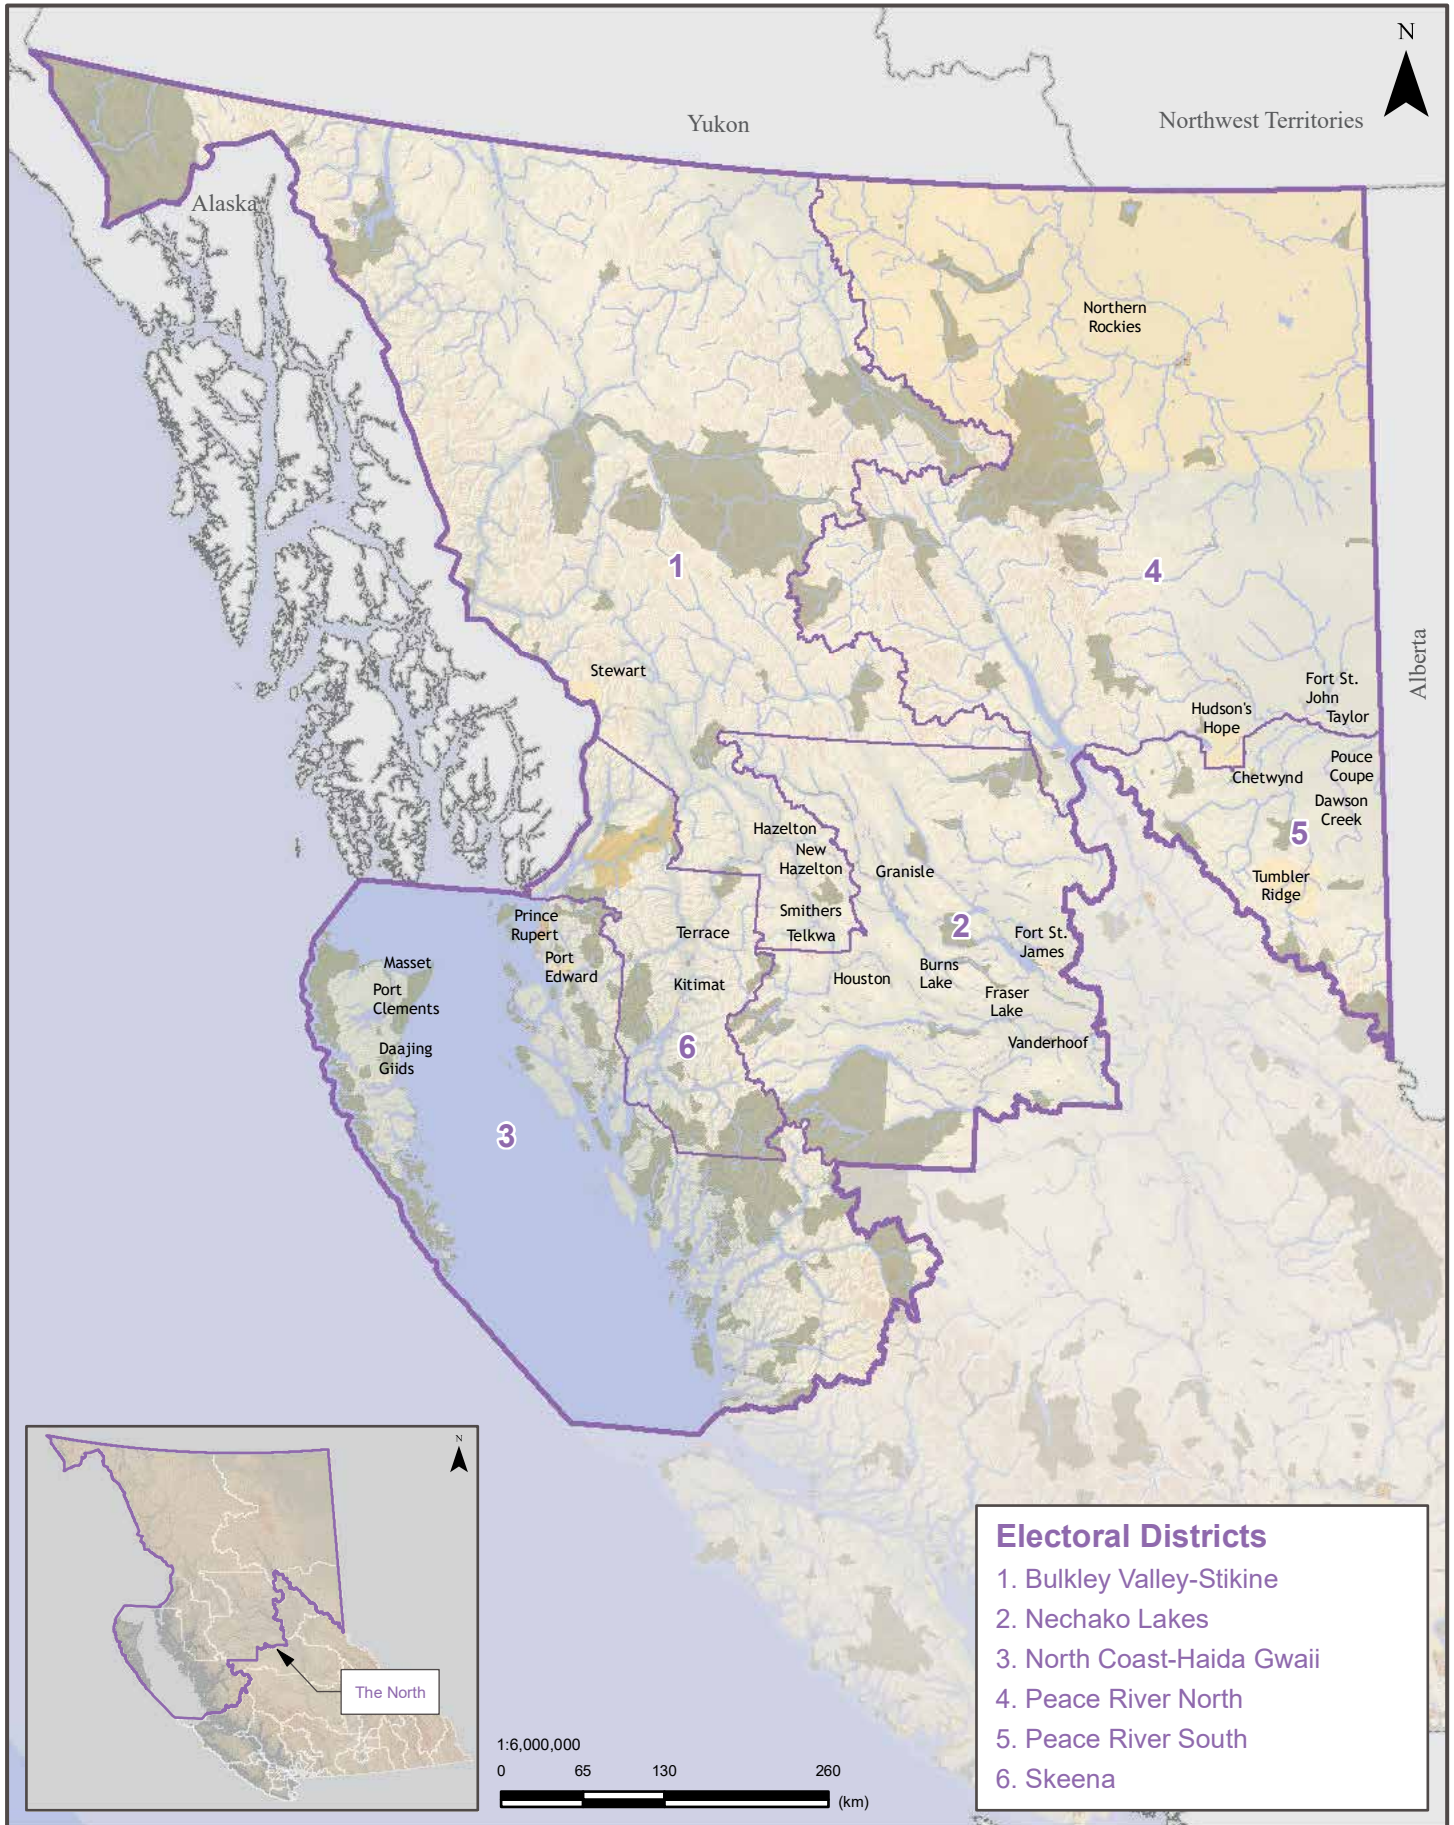 N
Yukon
Northwest Territories
Alaska
Northern
Rockies
1
4
Alberta
Stewart
Fort St.
John
Taylor
Hudson's
Hope
Pouce
Coupe
Chetwynd
Dawson
Creek
5
Tumbler
Ridge
Hazelton
New
Hazelton
Granisle
Smithers
Telkwa
2
Fort St.
James
Prince
Rupert
Terrace
Port
Edward
Masset
Port
Clements
Kitimat
Houston
Burns
Lake
Fraser
Lake
Vanderhoof
Daajing
Giids
6
3
N
The North
1:6,000,000
0 65 130 260
(km)
Electoral Districts
1. Bulkley Valley-Stikine
2. Nechako Lakes
3. North Coast-Haida Gwaii
4. Peace River North
5. Peace River South
6. Skeena